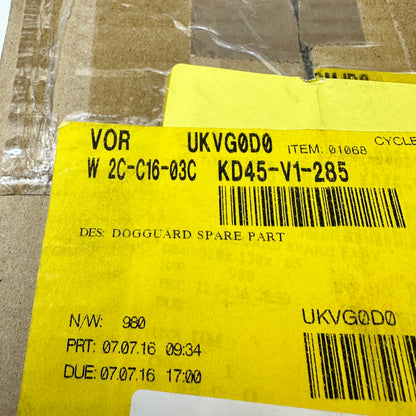 VOR UKVG0D0 ITEM: 01068 CYCLE
W 2C-C16-03C KD45-V1-285
DES: DOGGUARD SPARE PART
N/W: 980
UKVG0D0
PRT: 07.07.16 09:34
DUE: 07.07.16 17:00